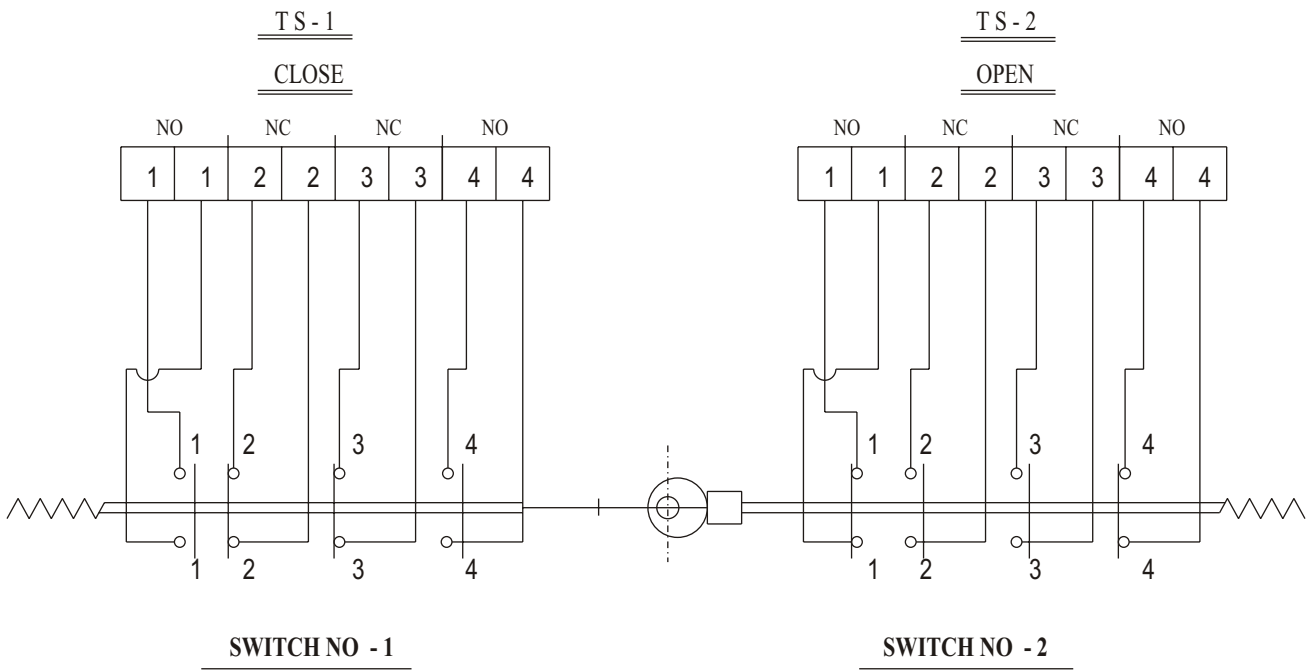 T S - 1 T S - 2
CLOSE OPEN
NO NC NC NO NO NC NC NO
1 1 2 2 3 3 4 4 1 1 2 2 3 3 4 4
1 2 3 4 1 2 3 4
1 2 3 4 1 2 3 4
SWITCH NO - 1 SWITCH NO - 2